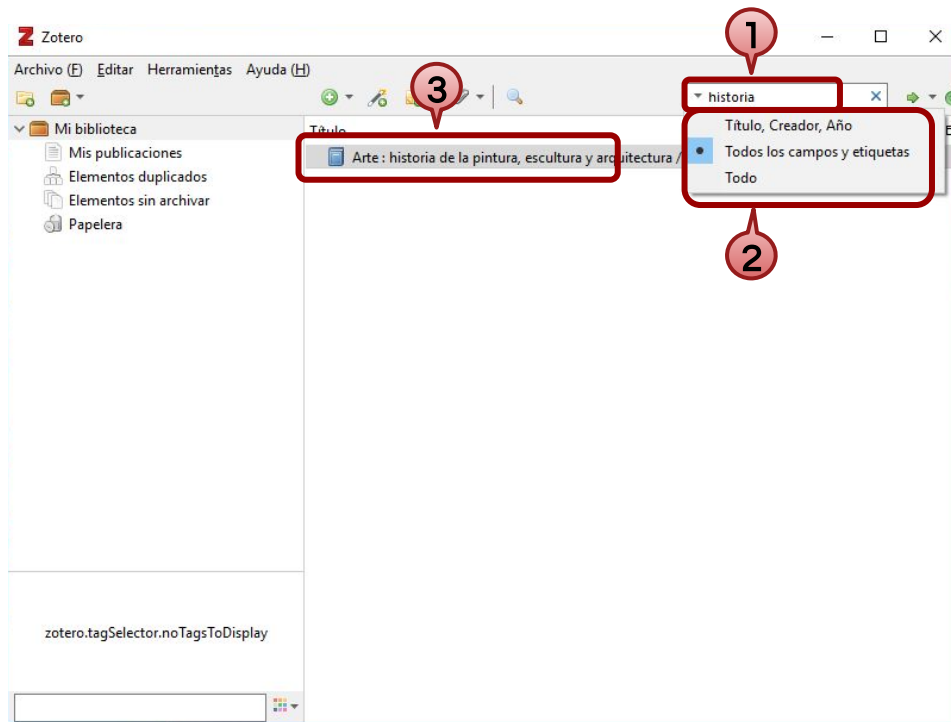 Zotero
1
Archivo (F) Editar Herramientas Ayuda (H)
3
historia
Mi biblioteca
Título
Título, Creador, Año
Mis publicaciones
Arte : historia de la pintura, escultura y arquitectura /
Todos los campos y etiquetas
Elementos duplicados
Todo
Elementos sin archivar
Papelera
2
zotero.tagSelector.noTagsToDisplay